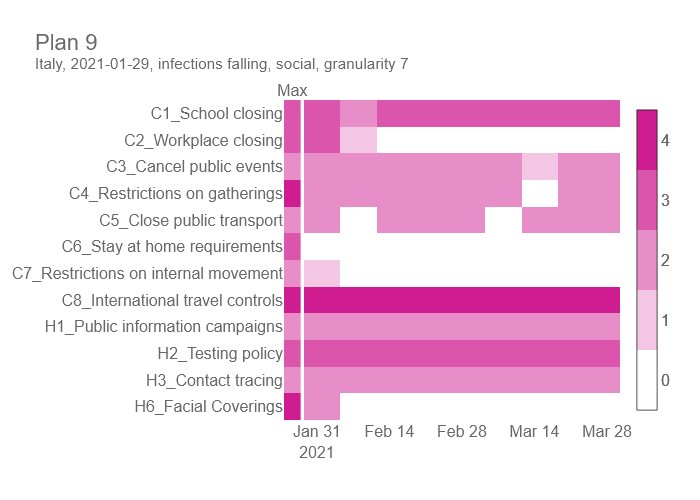 Plan 9
Italy, 2021-01-29, infections falling, social, granularity 7
Max
C1_School closing
C2_Workplace closing
C3_Cancel public events
C4_Restrictions on gatherings
C5_Close public transport
C6_Stay at home requirements
C7_Restrictions on internal movement
C8_International travel controls
H1_Public information campaigns
H2_Testing policy
H3_Contact tracing
H6_Facial Coverings
4
3
2
1
0
Jan 31 Feb 14 Feb 28 Mar 14 Mar 28
2021